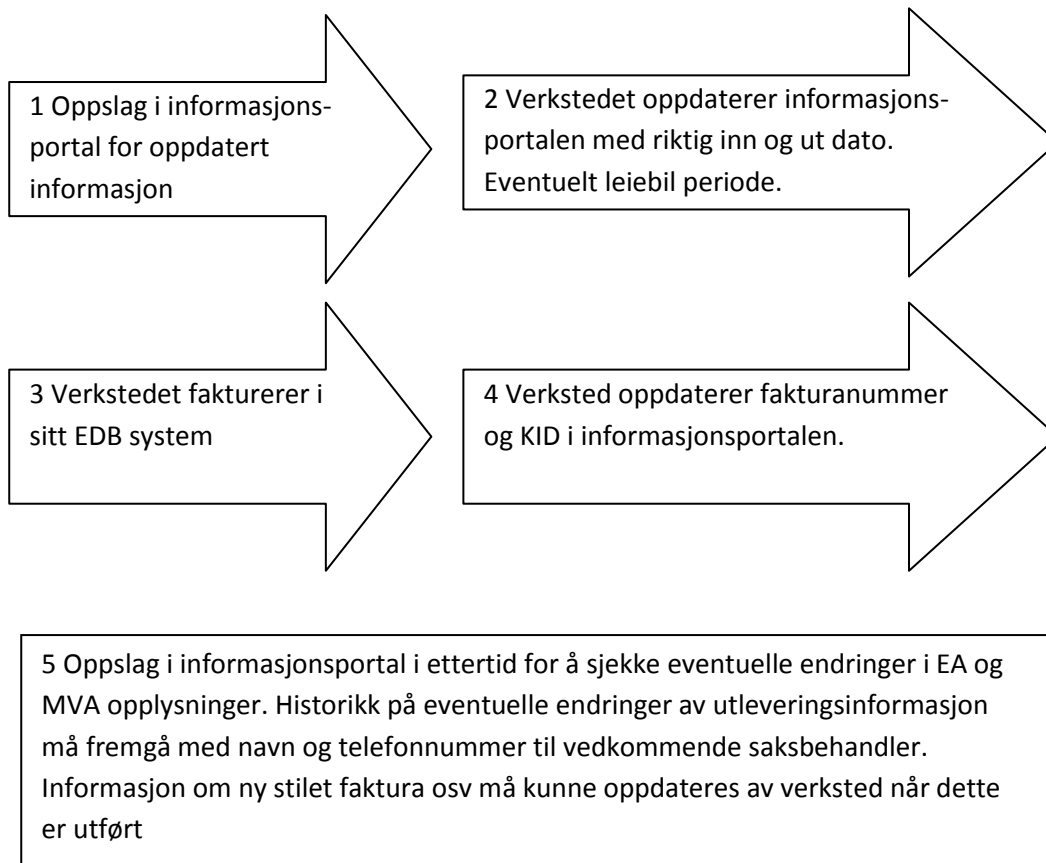 1 Oppslag i informasjons-
portal for oppdatert
informasjon
2 Verkstedet oppdaterer informasjons-
portalen med riktig inn og ut dato.
Eventuelt leiebil periode.
3 Verkstedet fakturerer i
sitt EDB system
4 Verksted oppdaterer fakturanummer
og KID i informasjonsportalen.
5 Oppslag i informasjonsportal i ettertid for å sjekke eventuelle endringer i EA og
MVA opplysninger. Historikk på eventuelle endringer av utleveringsinformasjon
må fremgå med navn og telefonnummer til vedkommende saksbehandler.
Informasjon om ny stilet faktura osv må kunne oppdateres av verksted når dette
er utført